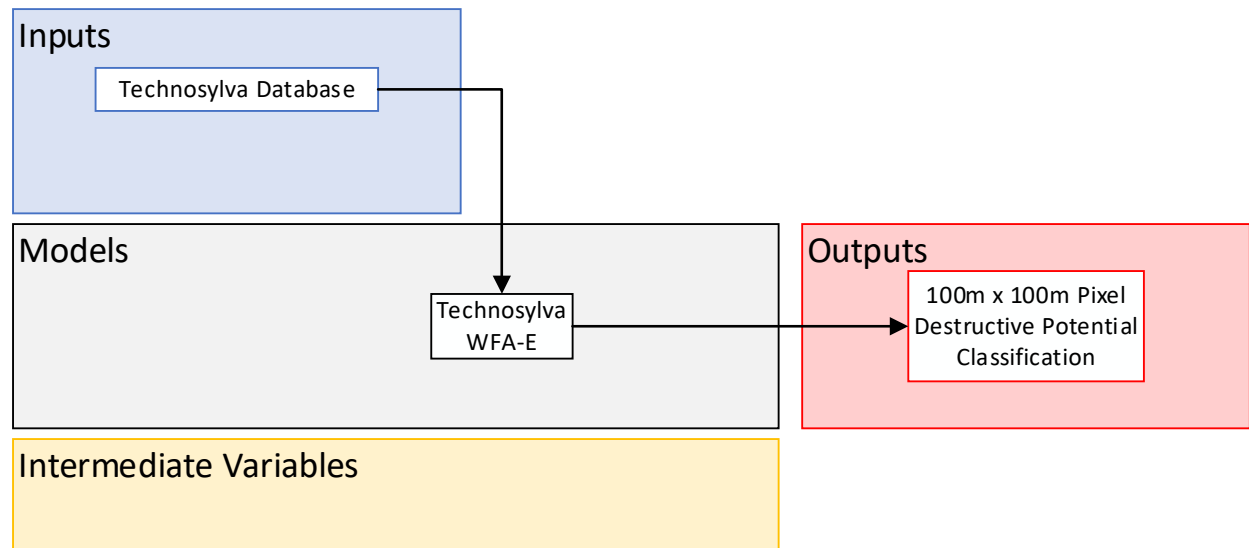 Inputs
Technosylva Database
Models
Technosylva
WFA-E
Outputs
100m x 100m Pixel
Destructive Potential
Classification
Intermediate Variables